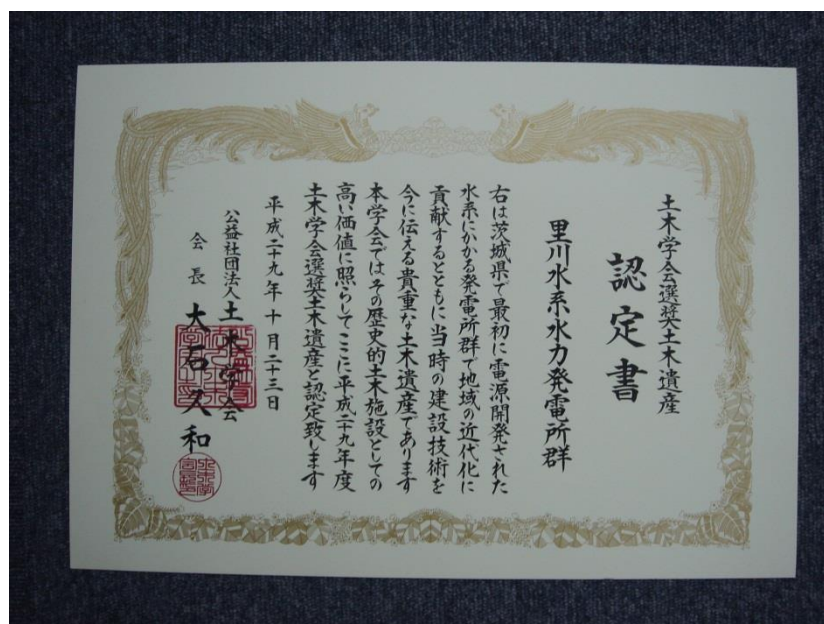 土木学会選奨土木遺産
認定書
里川水系水力発電所群
右は茨城県で最初に電源開発された
水系にかかる発電所群で地域の近代化に
貢献するとともに当時の建設技術を
今に伝える貴重な土木遺産であります
本学会ではその歴史的土木施設としての
高い価値に照らしてここに平成二十九年度
土木学会選奨土木遺産と認定致します
平成二十九年十月二十三日
公益社団法人土木学会
会長 大石久和